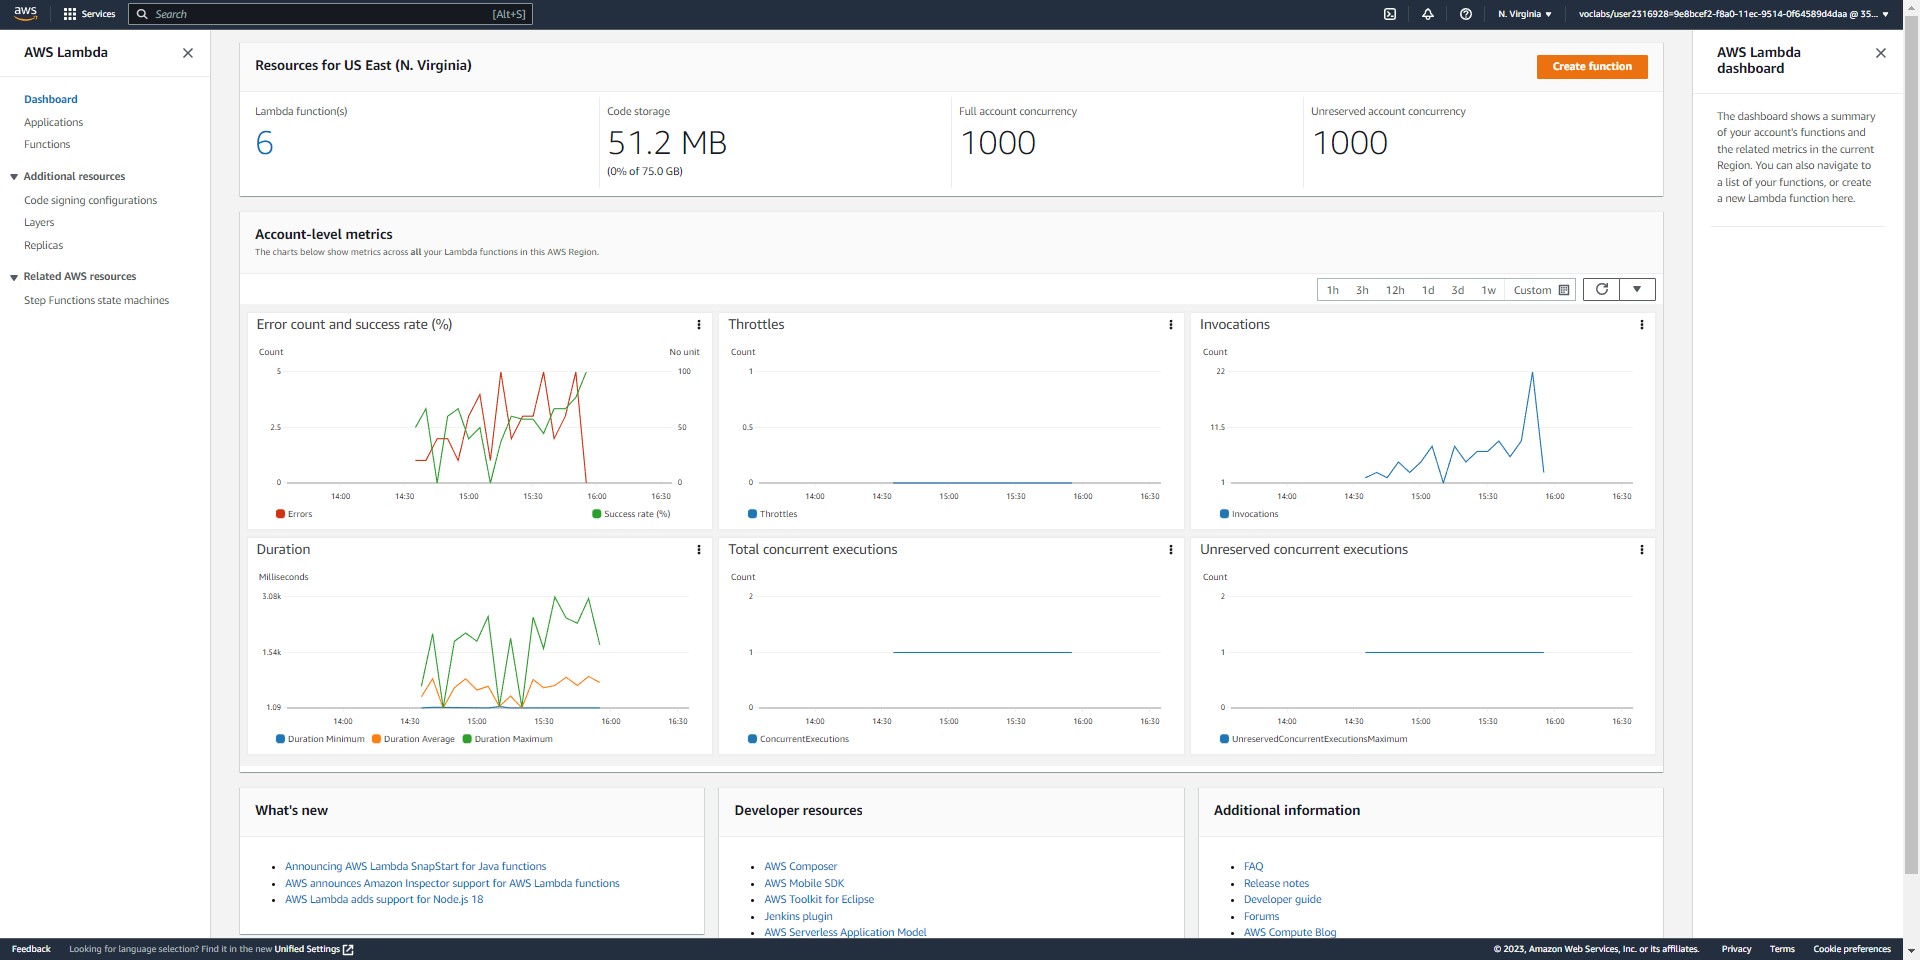 aws
Services
Search
[Alt+S]
N. Virginia
voclabs/user2316928=9e8bcef2-f8a0-11ec-9514-0f64589d4daa @ 35...
AWS Lambda
Dashboard
Applications
Functions
Additional resources
Code signing configurations
Layers
Replicas
Related AWS resources
Step Functions state machines
Resources for US East (N. Virginia)
Create function
Lambda function(s)
6
Code storage
51.2 MB
(0% of 75.0 GB)
Full account concurrency
1000
Unreserved account concurrency
1000
Account-level metrics
The charts below show metrics across all your Lambda functions in this AWS Region.
1h 3h 12h 1d 3d 1w Custom
Error count and success rate (%)
Count
No unit
5
100
2.5
50
0
0
14:00 14:30 15:00 15:30 16:00 16:30
Errors
Success rate (%)
Throttles
Count
1
0.5
0
14:00 14:30 15:00 15:30 16:00 16:30
Throttles
Invocations
Count
22
11.5
1
14:00 14:30 15:00 15:30 16:00 16:30
Invocations
Duration
Milliseconds
3.08k
1.54k
1.09
14:00 14:30 15:00 15:30 16:00 16:30
Duration Minimum Duration Average Duration Maximum
Total concurrent executions
Count
2
1
0
14:00 14:30 15:00 15:30 16:00 16:30
ConcurrentExecutions
Unreserved concurrent executions
Count
2
1
0
14:00 14:30 15:00 15:30 16:00 16:30
UnreservedConcurrentExecutionsMaximum
What's new
Announcing AWS Lambda SnapStart for Java functions
AWS announces Amazon Inspector support for AWS Lambda functions
AWS Lambda adds support for Node.js 18
Developer resources
AWS Composer
AWS Mobile SDK
AWS Toolkit for Eclipse
Jenkins plugin
AWS Serverless Application Model
Additional information
FAQ
Release notes
Developer guide
Forums
AWS Compute Blog
AWS Lambda
dashboard
The dashboard shows a summary
of your account's functions and
the related metrics in the current
Region. You can also navigate to
a list of your functions, or create
a new Lambda function here.
Feedback
Looking for language selection? Find it in the new Unified Settings
© 2023, Amazon Web Services, Inc. or its affiliates.
Privacy
Terms
Cookie preferences